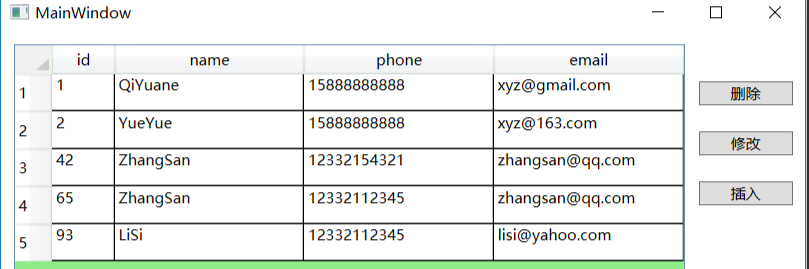 MainWindow
id name phone email
1 1 QiYuane 15888888888 xyz@gmail.com
删除
2 2 YueYue 15888888888 xyz@163.com
修改
3 42 ZhangSan 12332154321 zhangsan@qq.com
4 65 ZhangSan 12332112345 zhangsan@qq.com
插入
5 93 LiSi 12332112345 lisi@yahoo.com